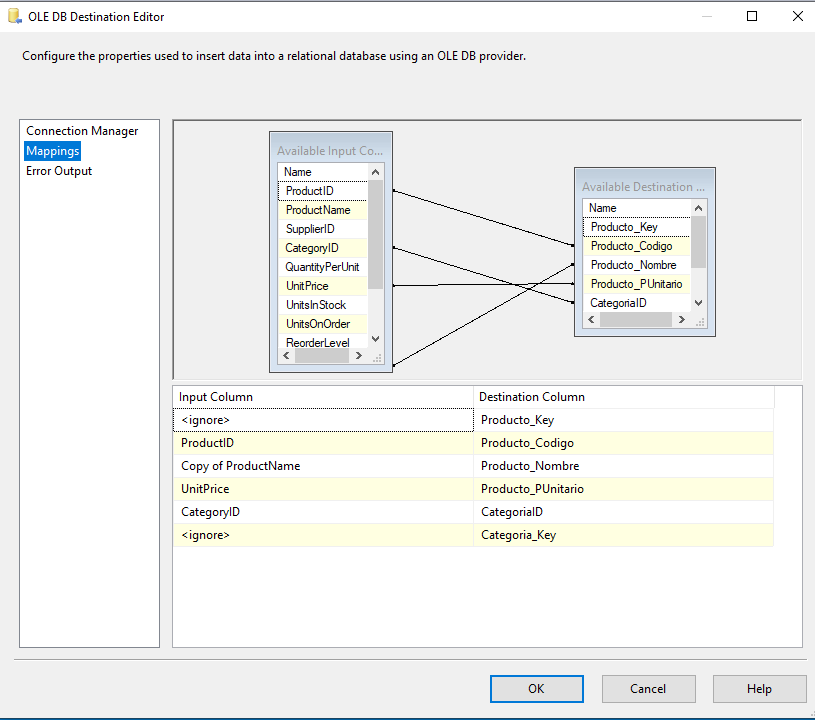 OLE DB Destination Editor
Configure the properties used to insert data into a relational database using an OLE DB provider.
Connection Manager
Mappings
Error Output
Available Input Co...
Name
ProductID
ProductName
SupplierID
CategoryID
QuantityPerUnit
UnitPrice
UnitsInStock
UnitsOnOrder
ReorderLevel
Available Destination ...
Name
Producto_Key
Producto_Codigo
Producto_Nombre
Producto_PUnitario
CategoriaID
Input Column Destination Column
<ignore> Producto_Key
ProductID Producto_Codigo
Copy of ProductName Producto_Nombre
UnitPrice Producto_PUnitario
CategoryID CategoriaID
<ignore> Categoria_Key
OK Cancel Help